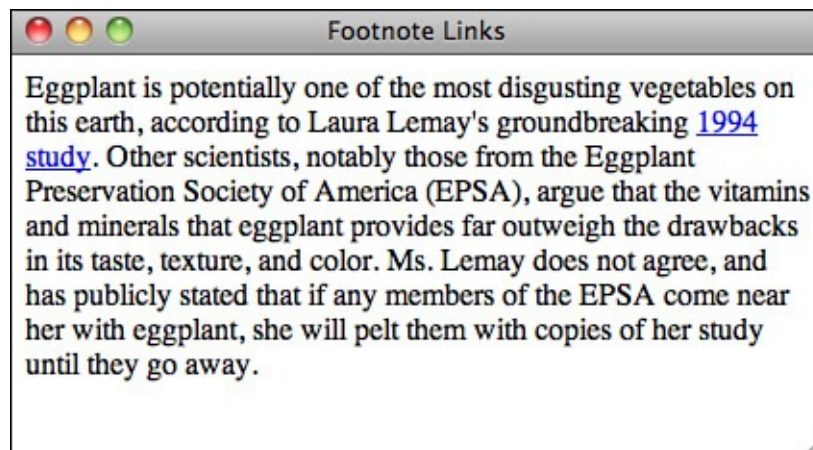 Footnote Links
Eggplant is potentially one of the most disgusting vegetables on
this earth, according to Laura Lemay's groundbreaking 1994
study. Other scientists, notably those from the Eggplant
Preservation Society of America (EPSA), argue that the vitamins
and minerals that eggplant provides far outweigh the drawbacks
in its taste, texture, and color. Ms. Lemay does not agree, and
has publicly stated that if any members of the EPSA come near
her with eggplant, she will pelt them with copies of her study
until they go away.